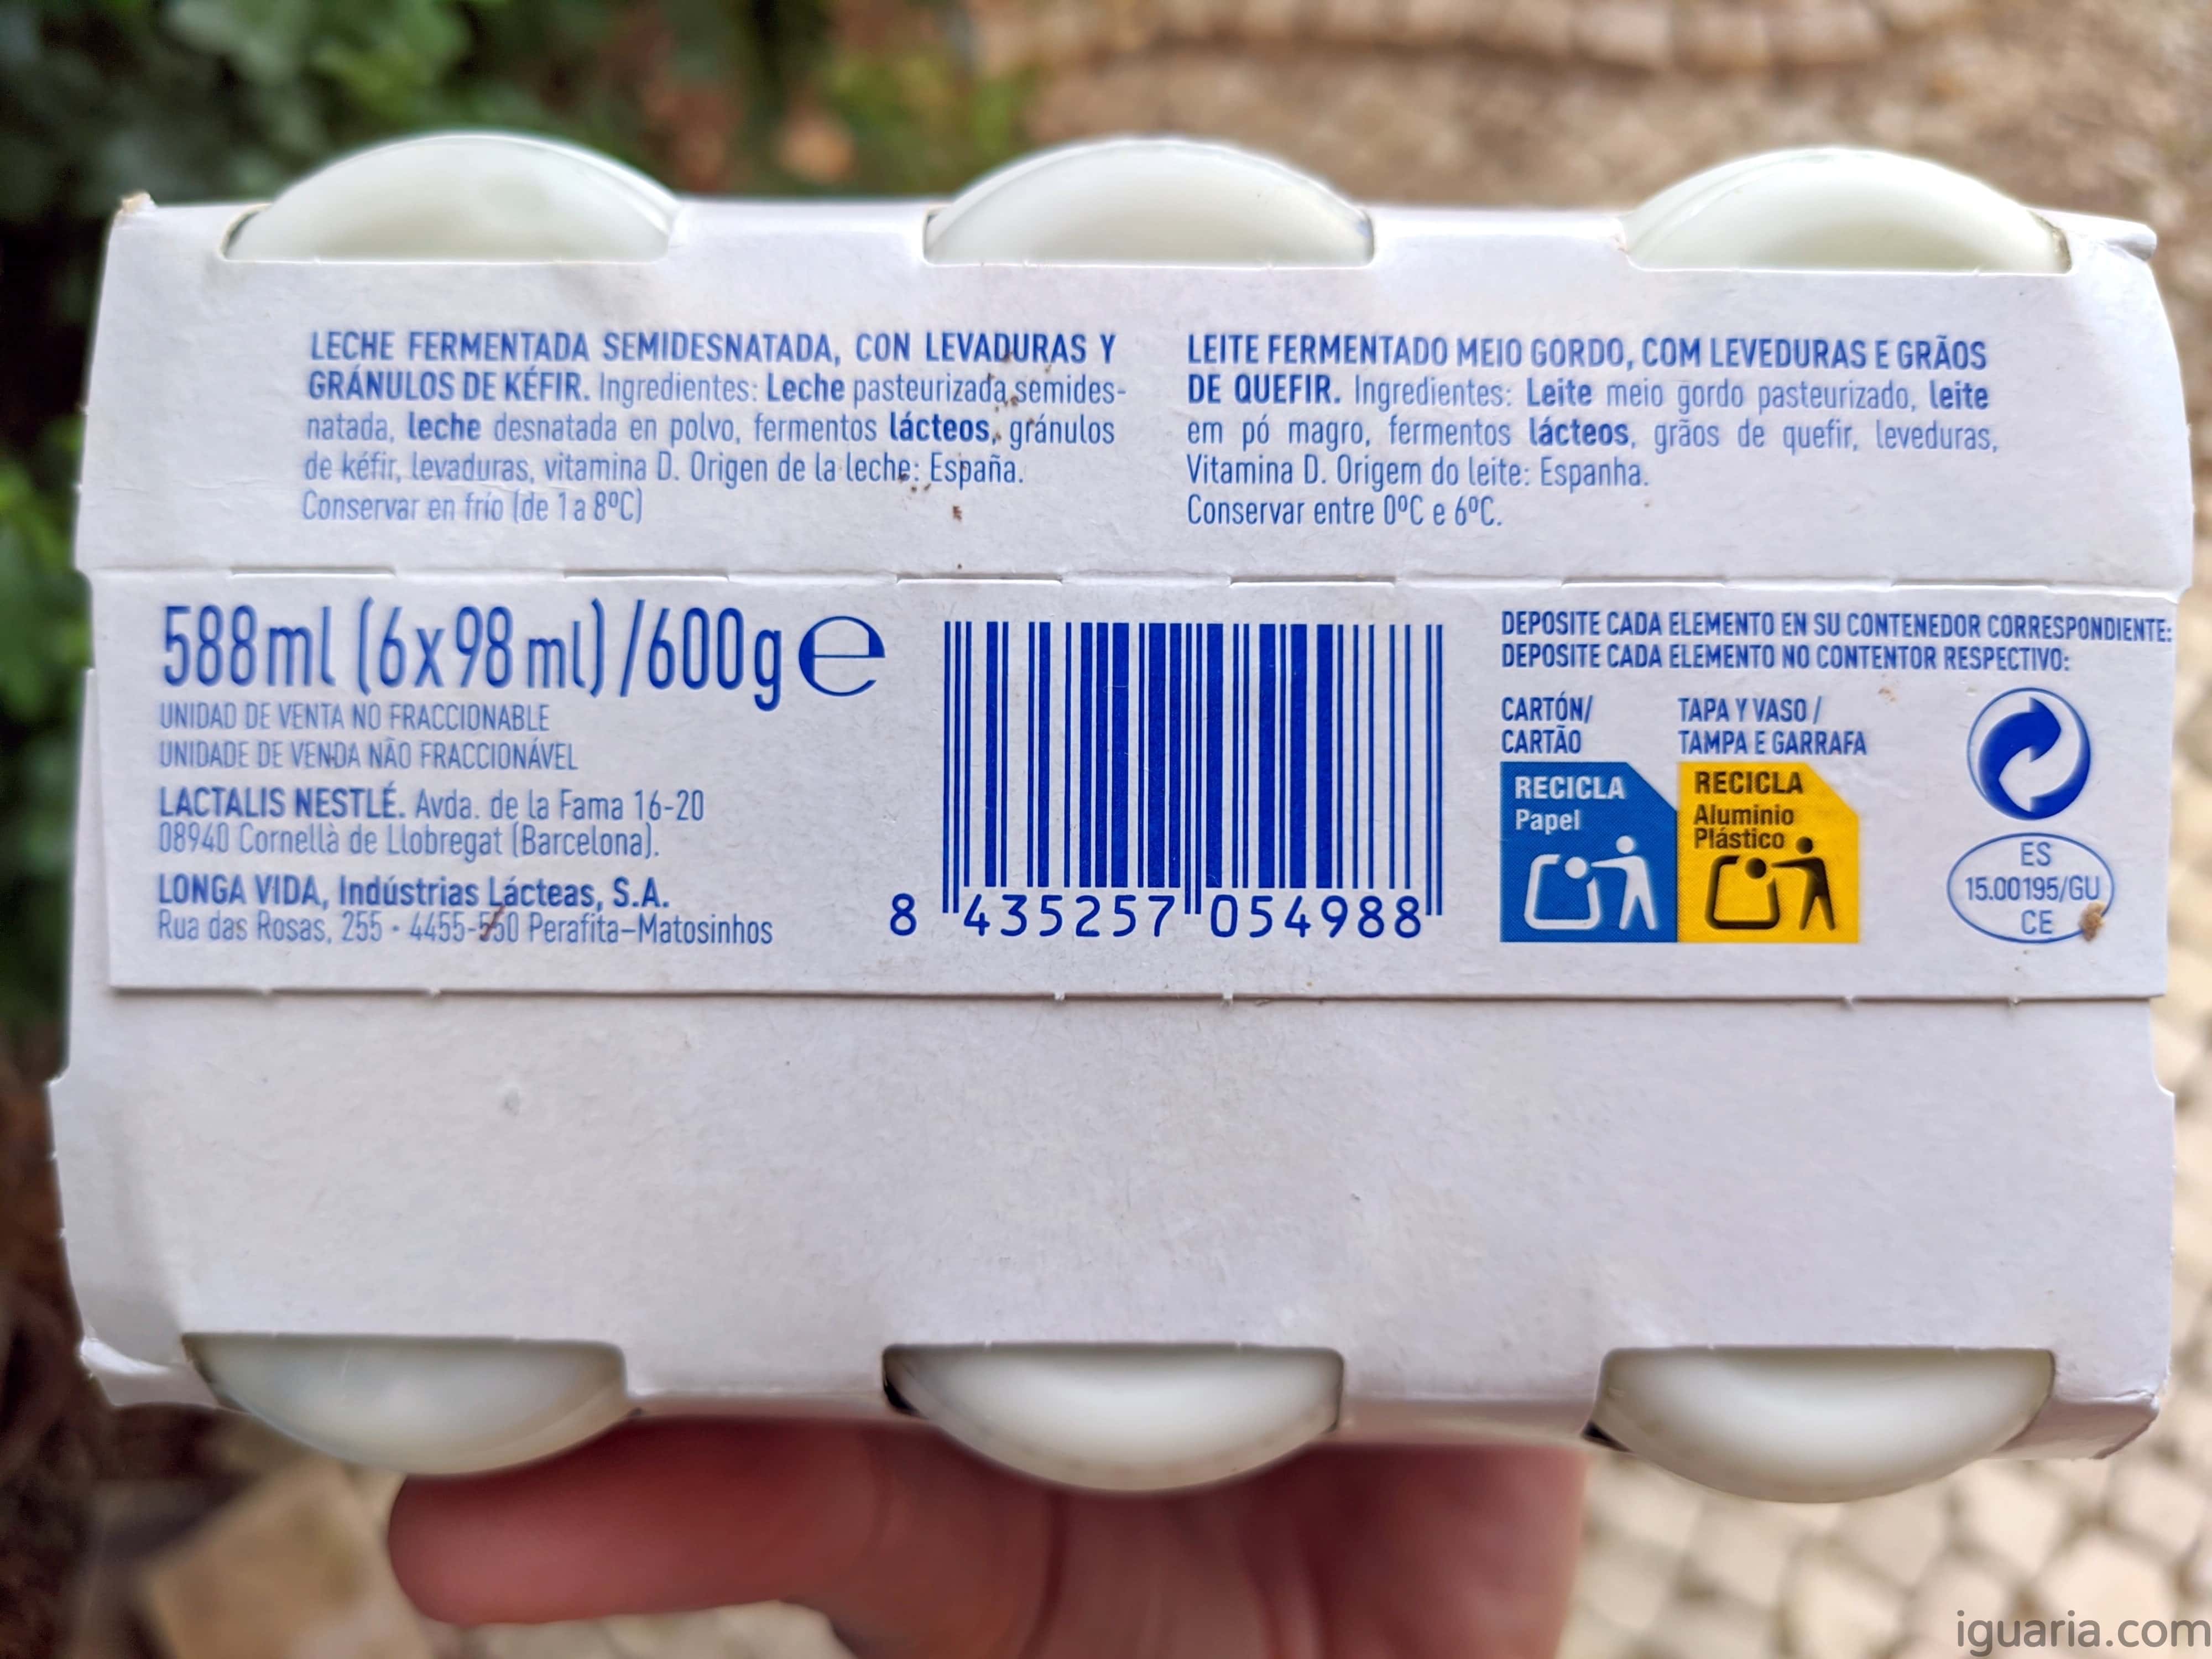 LECHE FERMENTADA SEMIDESNATADA, CON LEVADURAS Y
GRÁNULOS DE KÉFIR. Ingredientes: Leche pasteurizada semides-
natada, leche desnatada en polvo, fermentos lácteos, gránulos
de kéfir, levaduras, vitamina D. Origen de la leche: España.
Conservar en frío (de 1 a 8ºC)
LEITE FERMENTADO MEIO GORDO, COM LEVEDURAS E GRÃOS
DE QUEFIR. Ingredientes: Leite meio gordo pasteurizado, leite
em pó magro, fermentos lácteos, grãos de quefir, leveduras,
Vitamina D. Origem do leite: Espanha.
Conservar entre 0ºC e 6ºC.
588ml (6x98 ml)/600g e
UNIDAD DE VENTA NO FRACCIONABLE
UNIDADE DE VENDA NÃO FRACCIONÁVEL
LACTALIS NESTLÉ. Avda. de la Fama 16-20
08940 Cornellà de Llobregat (Barcelona).
LONGA VIDA, Indústrias Lácteas, S.A.
Rua das Rosas, 255 · 4455-550 Perafita–Matosinhos
8 435257 054988
DEPOSITE CADA ELEMENTO EN SU CONTENEDOR CORRESPONDIENTE:
DEPOSITE CADA ELEMENTO NO CONTENTOR RESPECTIVO:
CARTÓN/
CARTÃO
RECICLA
Papel
TAPA Y VASO /
TAMPA E GARRAFA
RECICLA
Aluminio
Plástico
ES
15.00195/GU
CE
iguaria.com